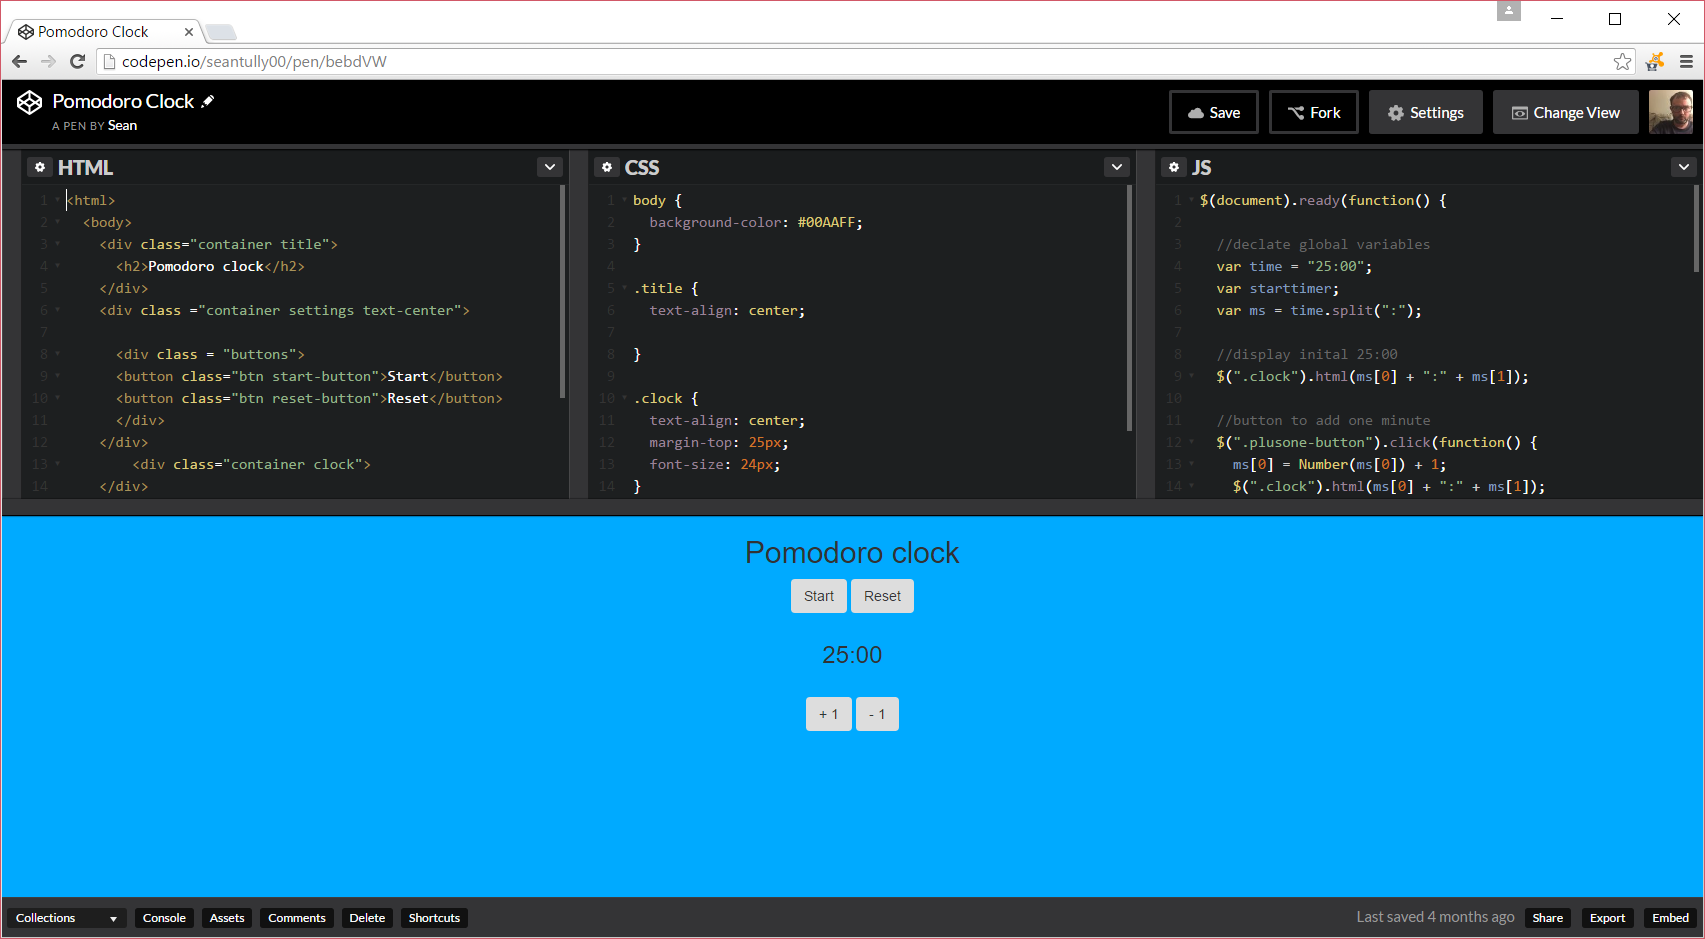 Pomodoro Clock
codepen.io/seantully00/pen/bebdVW
Pomodoro Clock
A PEN BY Sean
Save
Fork
Settings
Change View
HTML
1 <html>
2 <body>
3 <div class="container title">
4 <h2>Pomodoro clock</h2>
5 </div>
6 <div class ="container settings text-center">
7
8 <div class = "buttons">
9 <button class="btn start-button">Start</button>
10 <button class="btn reset-button">Reset</button>
11 </div>
12 </div>
13 <div class="container clock">
14 </div>
CSS
1 body {
2 background-color: #00AAFF;
3 }
4
5 .title {
6 text-align: center;
7
8 }
9
10 .clock {
11 text-align: center;
12 margin-top: 25px;
13 font-size: 24px;
14 }
JS
1 $(document).ready(function() {
2
3 //declate global variables
4 var time = "25:00";
5 var starttimer;
6 var ms = time.split(":");
7
8 //display inital 25:00
9 $(".clock").html(ms[0] + ":" + ms[1]);
10
11 //button to add one minute
12 $(".plusone-button").click(function() {
13 ms[0] = Number(ms[0]) + 1;
14 $(".clock").html(ms[0] + ":" + ms[1]);
Pomodoro clock
Start Reset
25:00
+ 1 - 1
Collections Console Assets Comments Delete Shortcuts
Last saved 4 months ago Share Export Embed